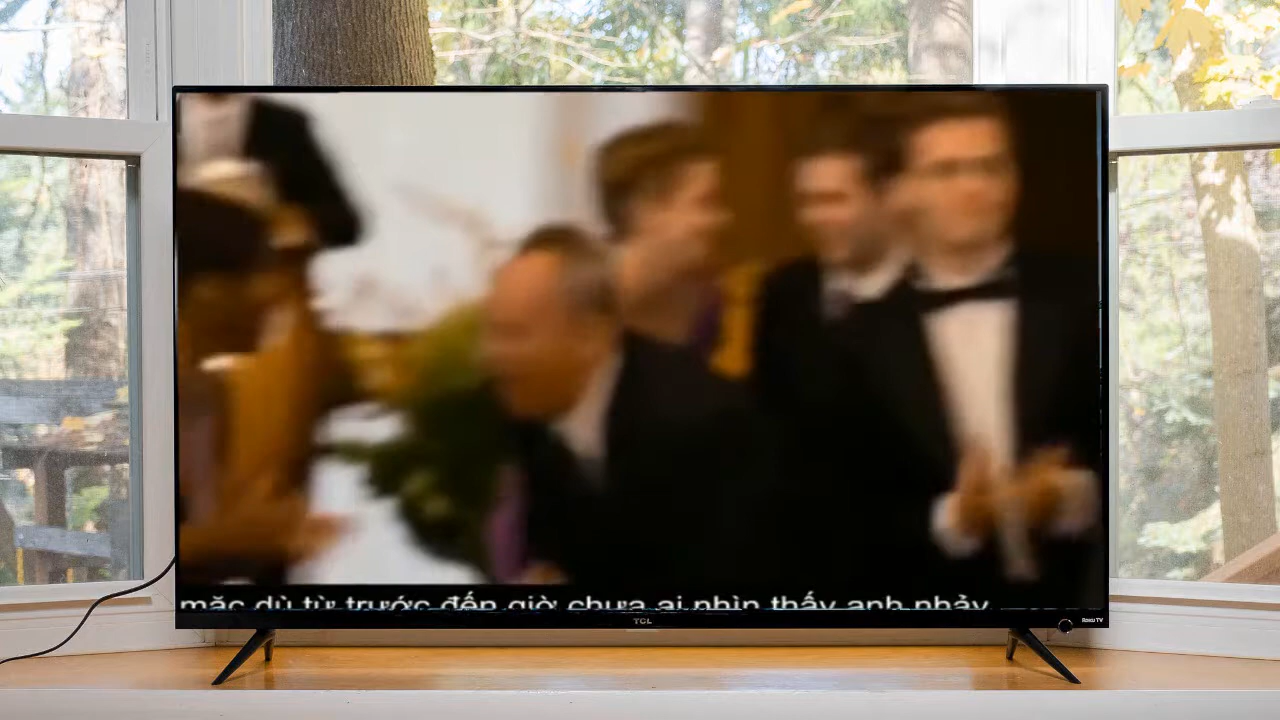 mặc dù từ trước đến giờ chưa ai nhìn thấy anh nhảy
TCL
Roku TV